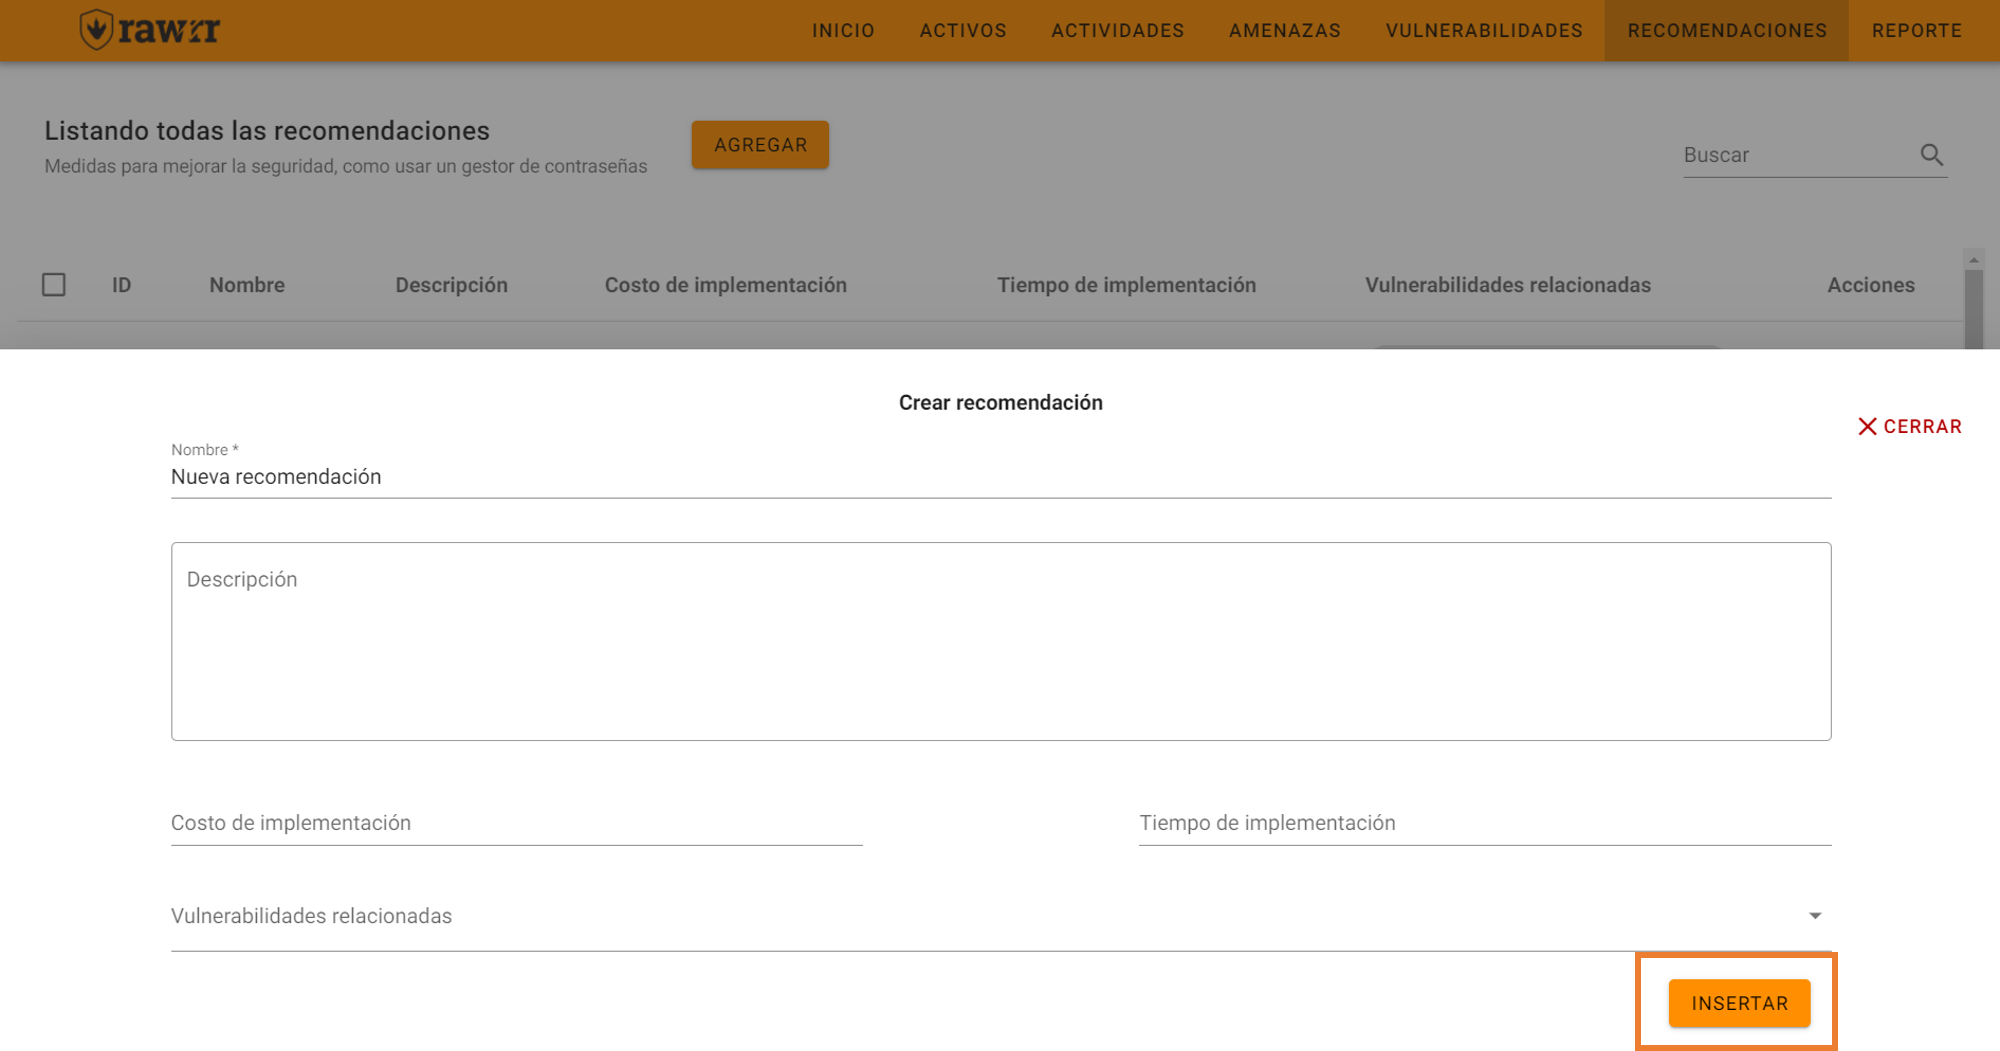 rawrr INICIO ACTIVOS ACTIVIDADES AMENAZAS VULNERABILIDADES RECOMENDACIONES REPORTE
Listando todas las recomendaciones
Medidas para mejorar la seguridad, como usar un gestor de contraseñas
AGREGAR
Buscar
ID Nombre Descripción Costo de implementación Tiempo de implementación Vulnerabilidades relacionadas Acciones
Crear recomendación
CERRAR
Nombre *
Nueva recomendación
Descripción
Costo de implementación Tiempo de implementación
Vulnerabilidades relacionadas
INSERTAR